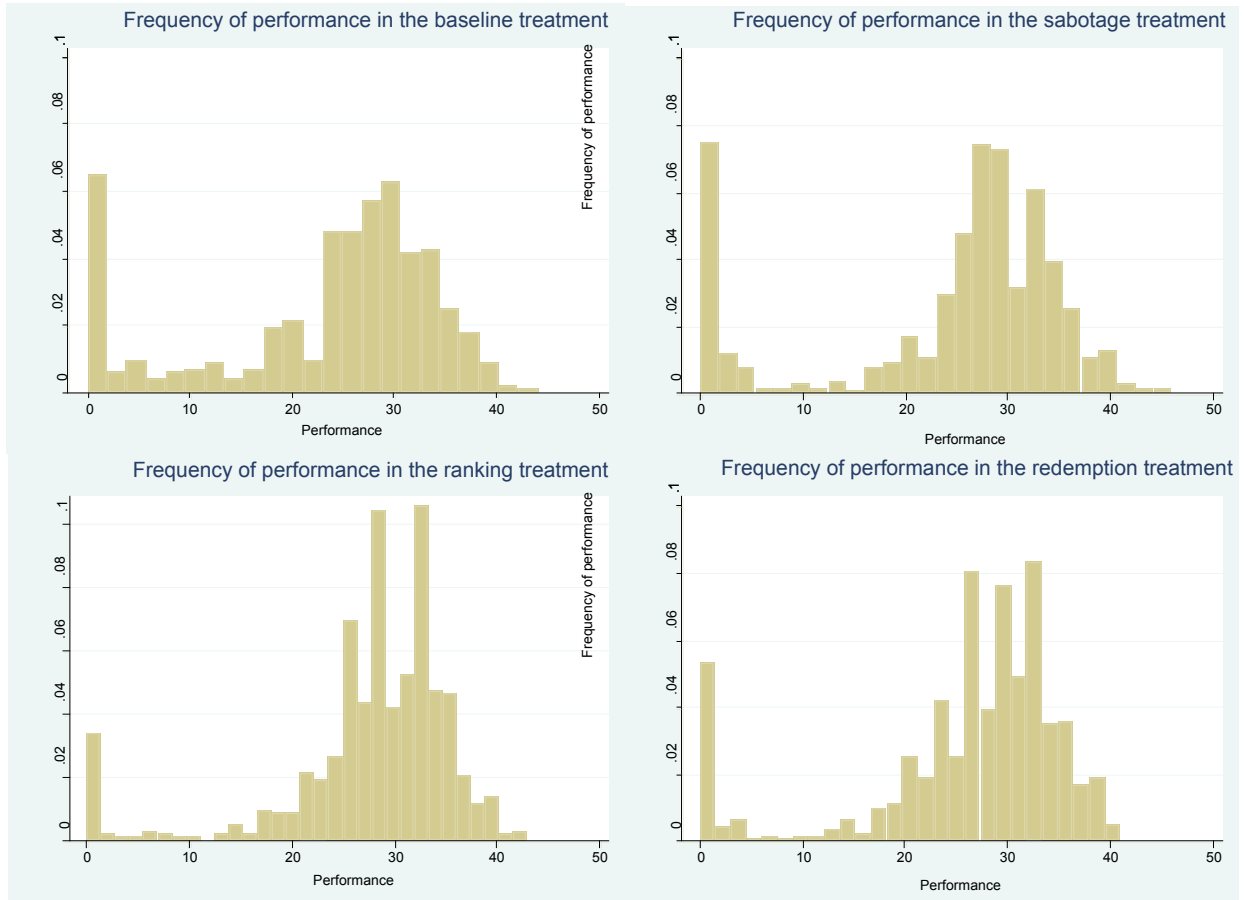 Frequency of performance in the baseline treatment
.1
.08
.06
.04
.02
0
0 10 20 30 40 50
Performance
Frequency of performance in the sabotage treatment
Frequency of performance
.1
.08
.06
.04
.02
0
0 10 20 30 40 50
Performance
Frequency of performance in the ranking treatment
.1
.08
.06
.04
.02
0
0 10 20 30 40 50
Performance
Frequency of performance in the redemption treatment
Frequency of performance
.1
.08
.06
.04
.02
0
0 10 20 30 40 50
Performance